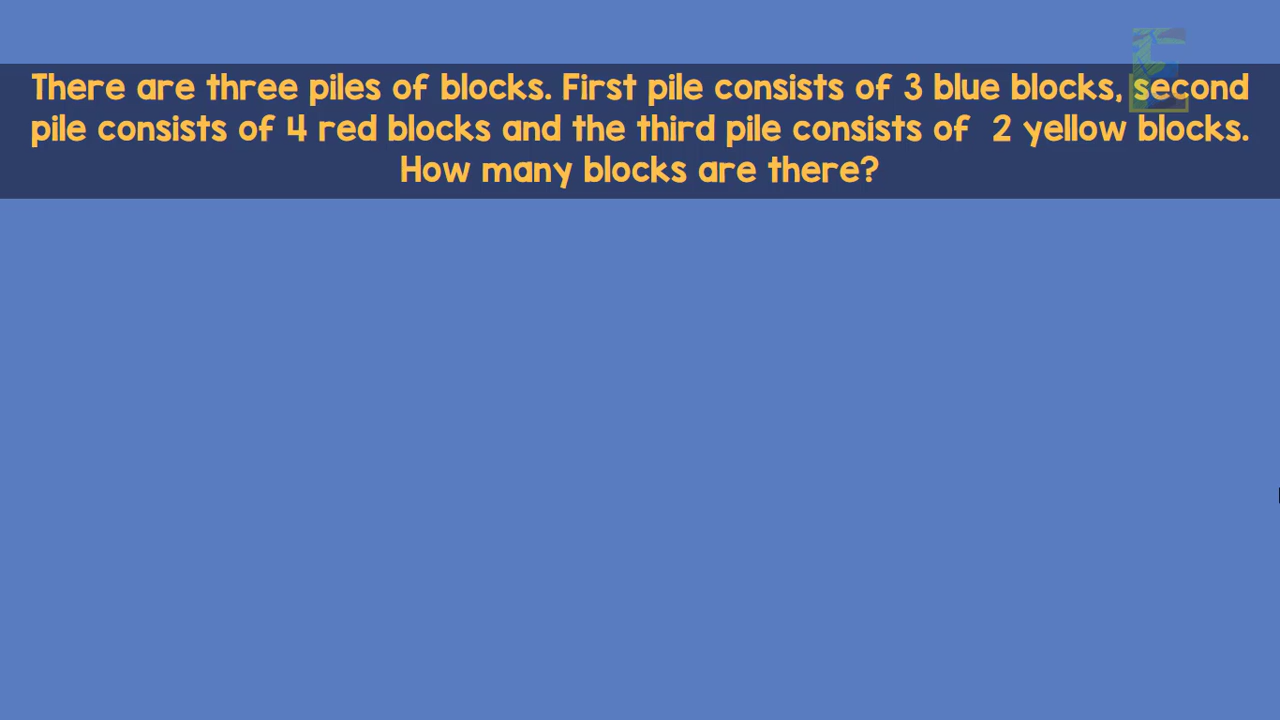 There are three piles of blocks. First pile consists of 3 blue blocks, second
pile consists of 4 red blocks and the third pile consists of  2 yellow blocks.
How many blocks are there?